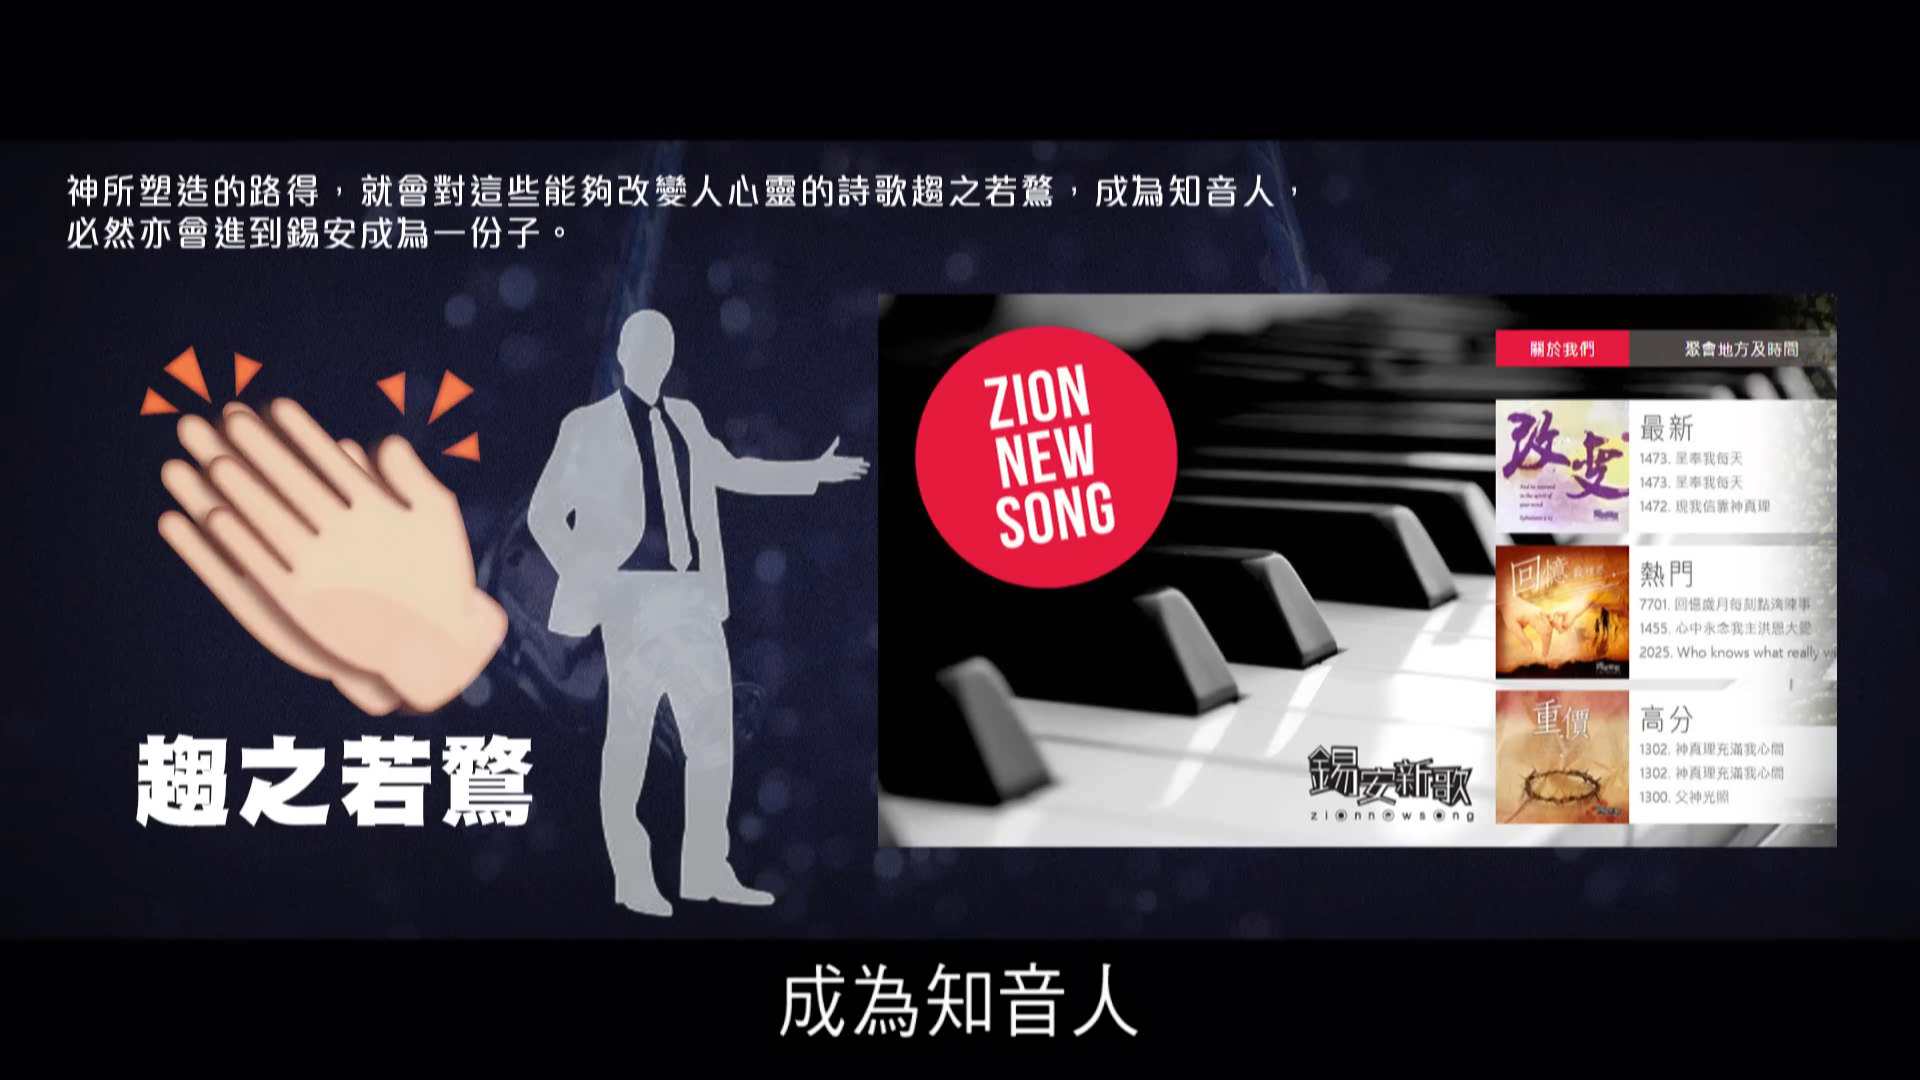 神所塑造的路得，就會對這些能夠改變人心靈的詩歌趨之若鶩，成為知音人，
必然亦會進到錫安成為一份子。
趨之若鶩
ZION
NEW
SONG
錫安新歌
zionnewsong
關於我們
聚會地方及時間
改變
最新
1473. 呈奉我每天
1473. 呈奉我每天
1472. 現我信靠神真理
回憶
熱門
7701. 回憶歲月每刻點滴陳事
1455. 心中永念我主洪恩大愛
2025. Who knows what really
重價
高分
1302. 神真理充滿我心間
1302. 神真理充滿我心間
1300. 父神光照
成為知音人